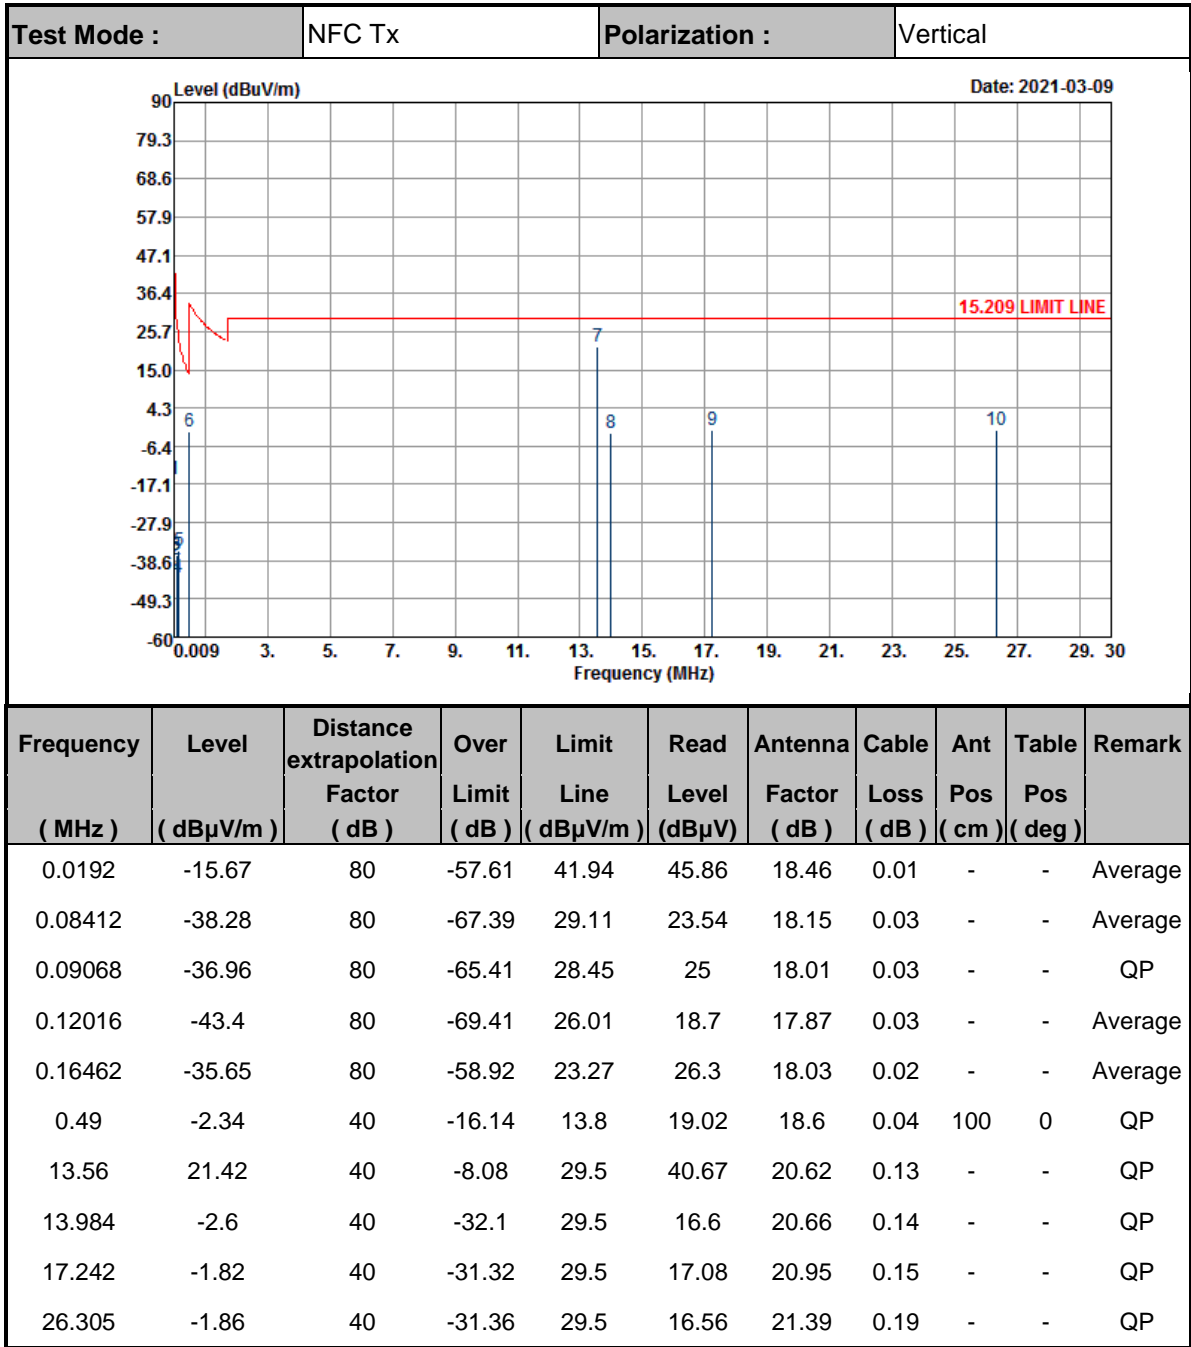 Test Mode : NFC Tx Polarization : Vertical
Level (dBuV/m) Date: 2021-03-09
90
79.3
68.6
57.9
47.1
36.4
15.209 LIMIT LINE
25.7
7
15.0
4.3
6 8 9 10
-6.4
-17.1
-27.9
5
-38.6
-49.3
-60
0.009 3. 5. 7. 9. 11. 13. 15. 17. 19. 21. 23. 25. 27. 29. 30
Frequency (MHz)
Frequency Level Distance extrapolation Over Limit Read Antenna Cable Ant Table Remark
Factor Limit Line Level Factor Loss Pos Pos
( MHz ) ( dBµV/m ) ( dB ) ( dB ) ( dBµV/m ) (dBµV) ( dB ) ( dB ) ( cm ) ( deg )
0.0192 -15.67 80 -57.61 41.94 45.86 18.46 0.01 - - Average
0.08412 -38.28 80 -67.39 29.11 23.54 18.15 0.03 - - Average
0.09068 -36.96 80 -65.41 28.45 25 18.01 0.03 - - QP
0.12016 -43.4 80 -69.41 26.01 18.7 17.87 0.03 - - Average
0.16462 -35.65 80 -58.92 23.27 26.3 18.03 0.02 - - Average
0.49 -2.34 40 -16.14 13.8 19.02 18.6 0.04 100 0 QP
13.56 21.42 40 -8.08 29.5 40.67 20.62 0.13 - - QP
13.984 -2.6 40 -32.1 29.5 16.6 20.66 0.14 - - QP
17.242 -1.82 40 -31.32 29.5 17.08 20.95 0.15 - - QP
26.305 -1.86 40 -31.36 29.5 16.56 21.39 0.19 - - QP